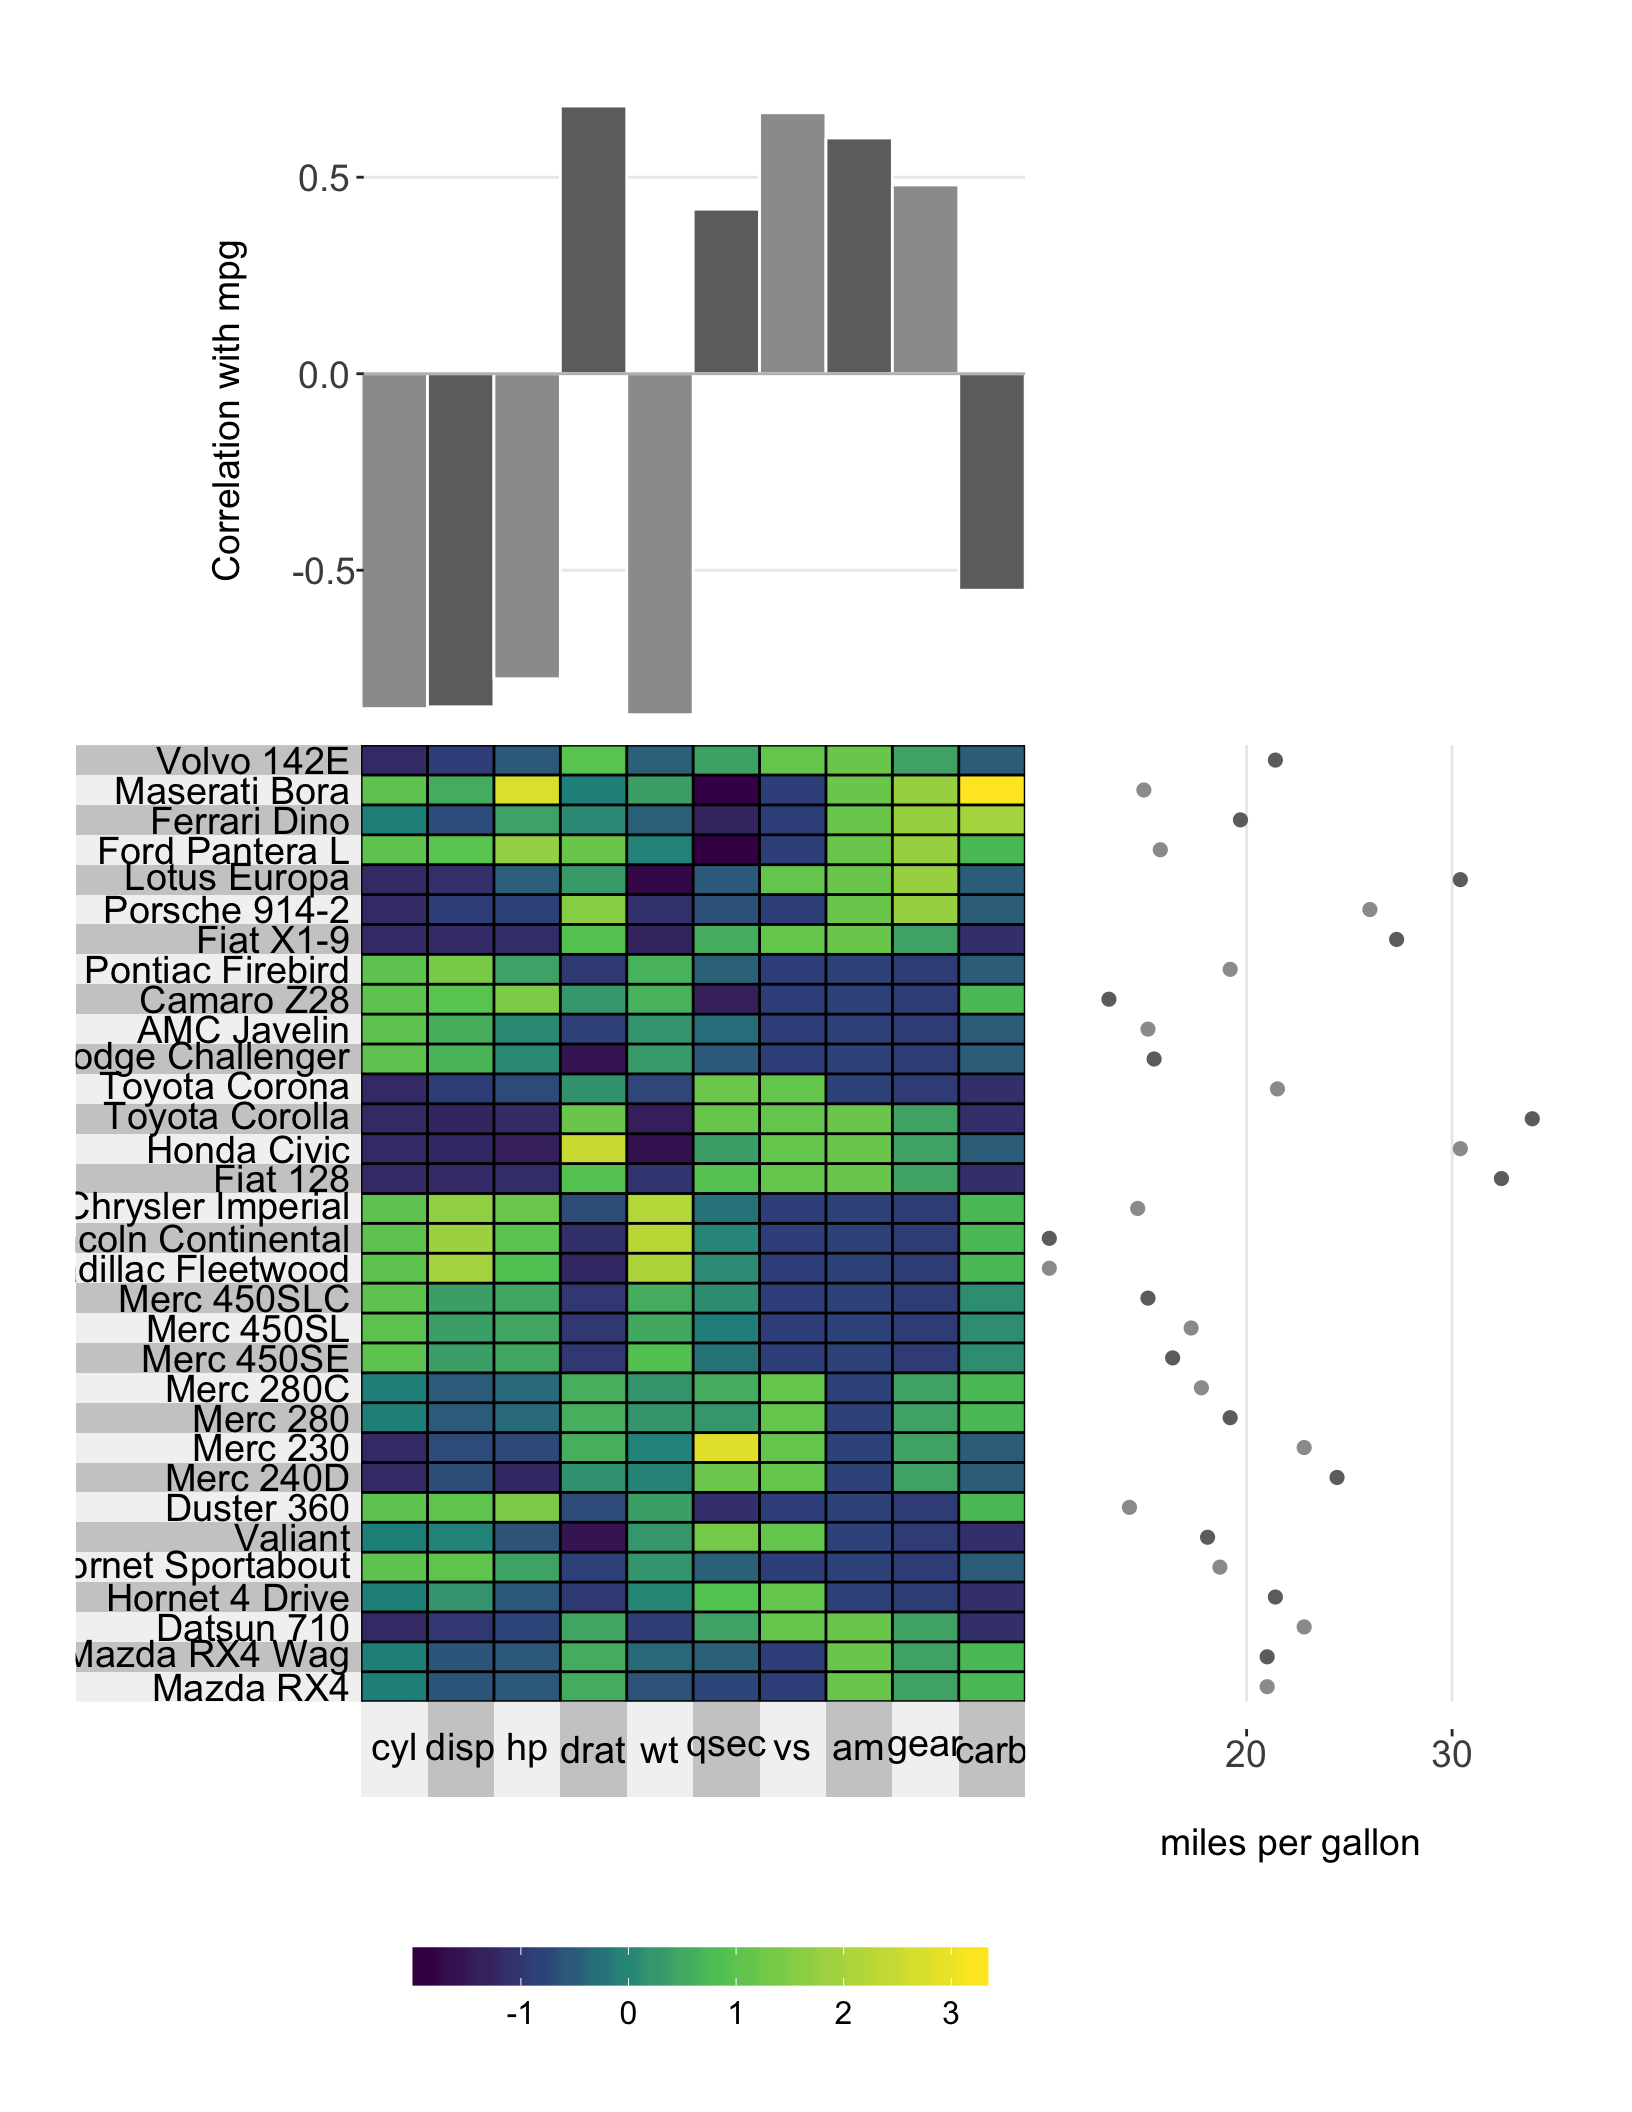 Correlation with mpg
0.5
0.0
-0.5
Volvo 142E
Maserati Bora
Ferrari Dino
Ford Pantera L
Lotus Europa
Porsche 914-2
Fiat X1-9
Pontiac Firebird
Camaro Z28
AMC Javelin
odge Challenger
Toyota Corona
Toyota Corolla
Honda Civic
Fiat 128
Chrysler Imperial
coln Continental
dillac Fleetwood
Merc 450SLC
Merc 450SL
Merc 450SE
Merc 280C
Merc 280
Merc 230
Merc 240D
Duster 360
Valiant
ornet Sportabout
Hornet 4 Drive
Datsun 710
Mazda RX4 Wag
Mazda RX4
cyl disp hp drat wt qsec vs am gear carb
20 30
miles per gallon
-1 0 1 2 3